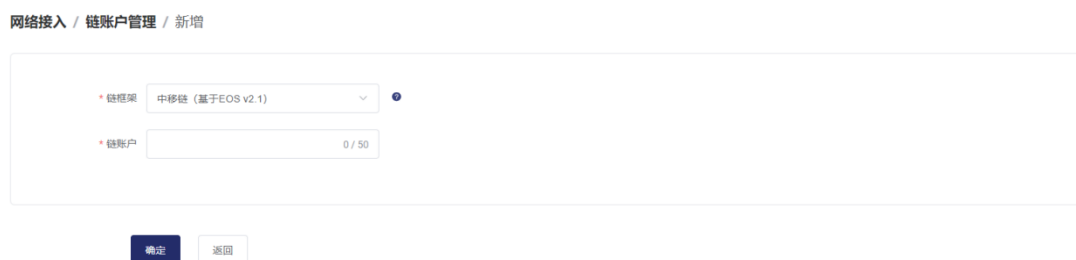 网络接入 / 链账户管理 / 新增
* 链框架 中移链（基于EOS v2.1） ?
* 链账户 0 / 50
确定 返回